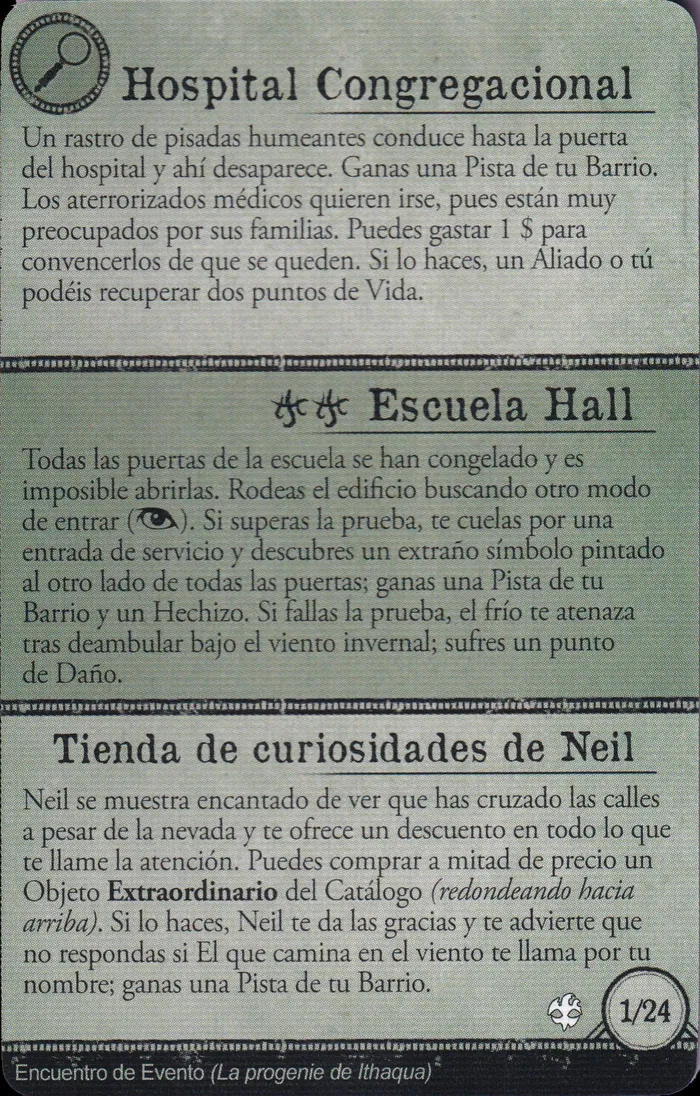 Hospital Congregacional
Un rastro de pisadas humeantes conduce hasta la puerta
del hospital y ahí desaparece. Ganas una Pista de tu Barrio.
Los aterrorizados médicos quieren irse, pues están muy
preocupados por sus familias. Puedes gastar 1 $ para
convencerlos de que se queden. Si lo haces, un Aliado o tú
podéis recuperar dos puntos de Vida.
Escuela Hall
Todas las puertas de la escuela se han congelado y es
imposible abrirlas. Rodeas el edificio buscando otro modo
de entrar (). Si superas la prueba, te cuelas por una
entrada de servicio y descubres un extraño símbolo pintado
al otro lado de todas las puertas; ganas una Pista de tu
Barrio y un Hechizo. Si fallas la prueba, el frío te atenaza
tras deambular bajo el viento invernal; sufres un punto
de Daño.
Tienda de curiosidades de Neil
Neil se muestra encantado de ver que has cruzado las calles
a pesar de la nevada y te ofrece un descuento en todo lo que
te llame la atención. Puedes comprar a mitad de precio un
Objeto Extraordinario del Catálogo (redondeando hacia
arriba). Si lo haces, Neil te da las gracias y te advierte que
no respondas si El que camina en el viento te llama por tu
nombre; ganas una Pista de tu Barrio.
1/24
Encuentro de Evento (La progenie de Ithaqua)